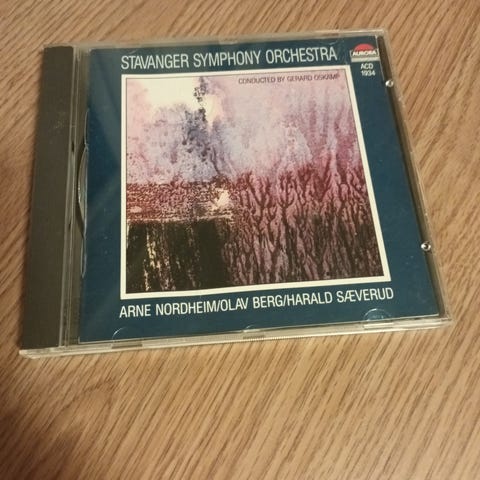 STAVANGER SYMPHONY ORCHESTRA
AURORA
ACD
1934
CONDUCTED BY GERARD OSKAMP
ARNE NORDHEIM/OLAV BERG/HARALD SÆVERUD